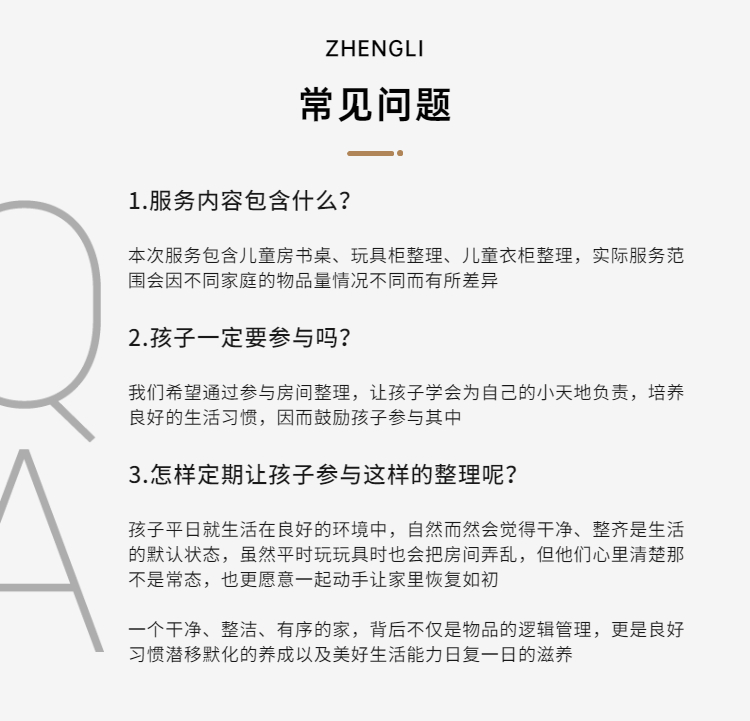 ZHENGLI
常见问题
Q
1.服务内容包含什么？
本次服务包含儿童房书桌、玩具柜整理、儿童衣柜整理，实际服务范
围会因不同家庭的物品量情况不同而有所差异
2.孩子一定要参与吗？
我们希望通过参与房间整理，让孩子学会为自己的小天地负责，培养
良好的生活习惯，因而鼓励孩子参与其中
A
3.怎样定期让孩子参与这样的整理呢？
孩子平日就生活在良好的环境中，自然而然会觉得干净、整齐是生活
的默认状态，虽然平时玩玩具时也会把房间弄乱，但他们心里清楚那
不是常态，也更愿意一起动手让家里恢复如初
一个干净、整洁、有序的家，背后不仅是物品的逻辑管理，更是良好
习惯潜移默化的养成以及美好生活能力日复一日的滋养